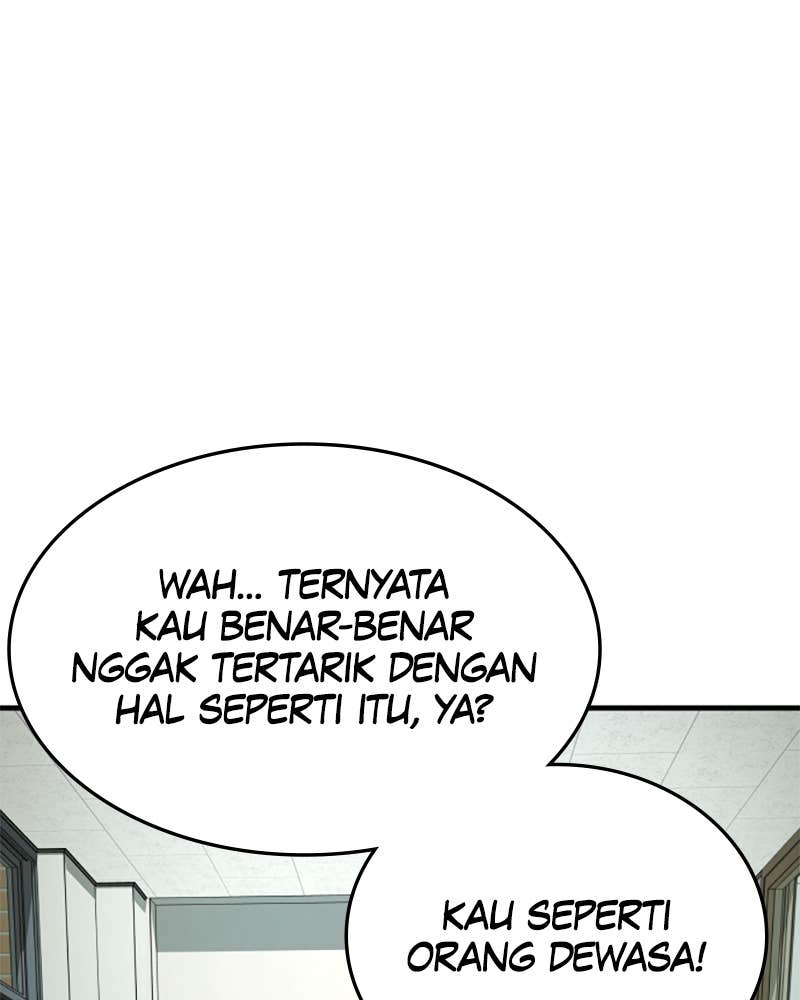 WAH... TERNYATA
KAU BENAR-BENAR
NGGAK TERTARIK DENGAN
HAL SEPERTI ITU, YA?
KAU SEPERTI
ORANG DEWASA!